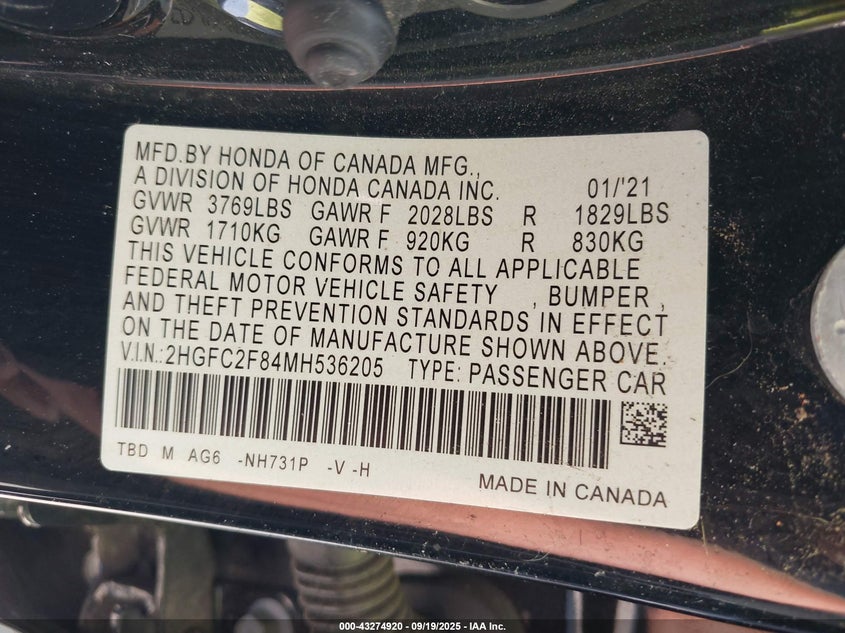 MFD.BY HONDA OF CANADA MFG.,
A DIVISION OF HONDA CANADA INC. 01/'21
GVWR 3769LBS GAWR F 2028LBS R 1829LBS
GVWR 1710KG GAWR F 920KG R 830KG
THIS VEHICLE CONFORMS TO ALL APPLICABLE
FEDERAL MOTOR VEHICLE SAFETY , BUMPER ,
AND THEFT PREVENTION STANDARDS IN EFFECT
ON THE DATE OF MANUFACTURE SHOWN ABOVE.
V.I.N.:2HGFC2F84MH536205 TYPE: PASSENGER CAR
TBD M AG6 -NH731P -V -H
MADE IN CANADA
000-43274920 - 09/19/2025 - IAA Inc.